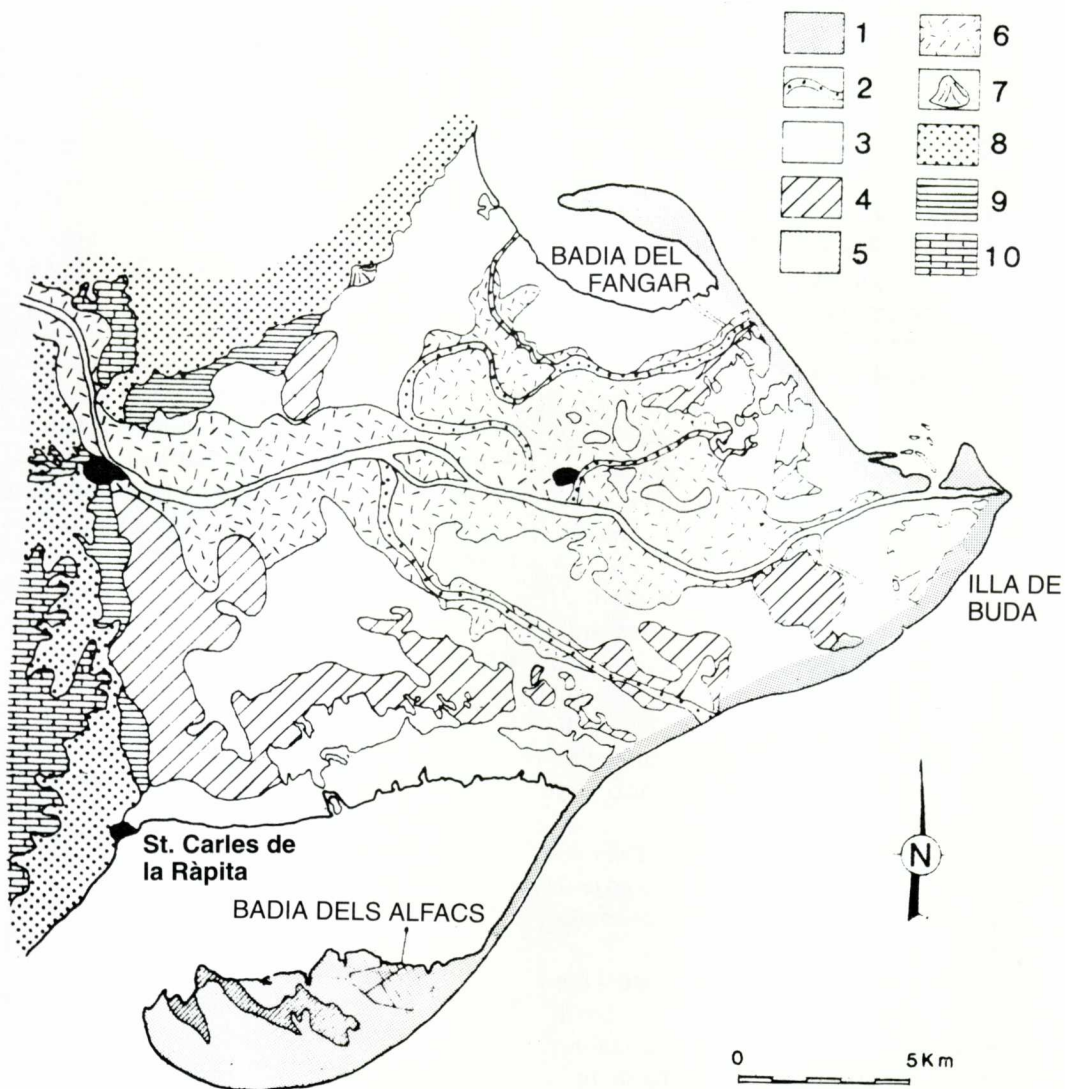 1
6
2
7
3
8
4
9
5
10
BADIA DEL
FANGAR
ILLA DE
BUDA
St. Carles de
la Ràpita
N
BADIA DELS ALFACS
0 5Km